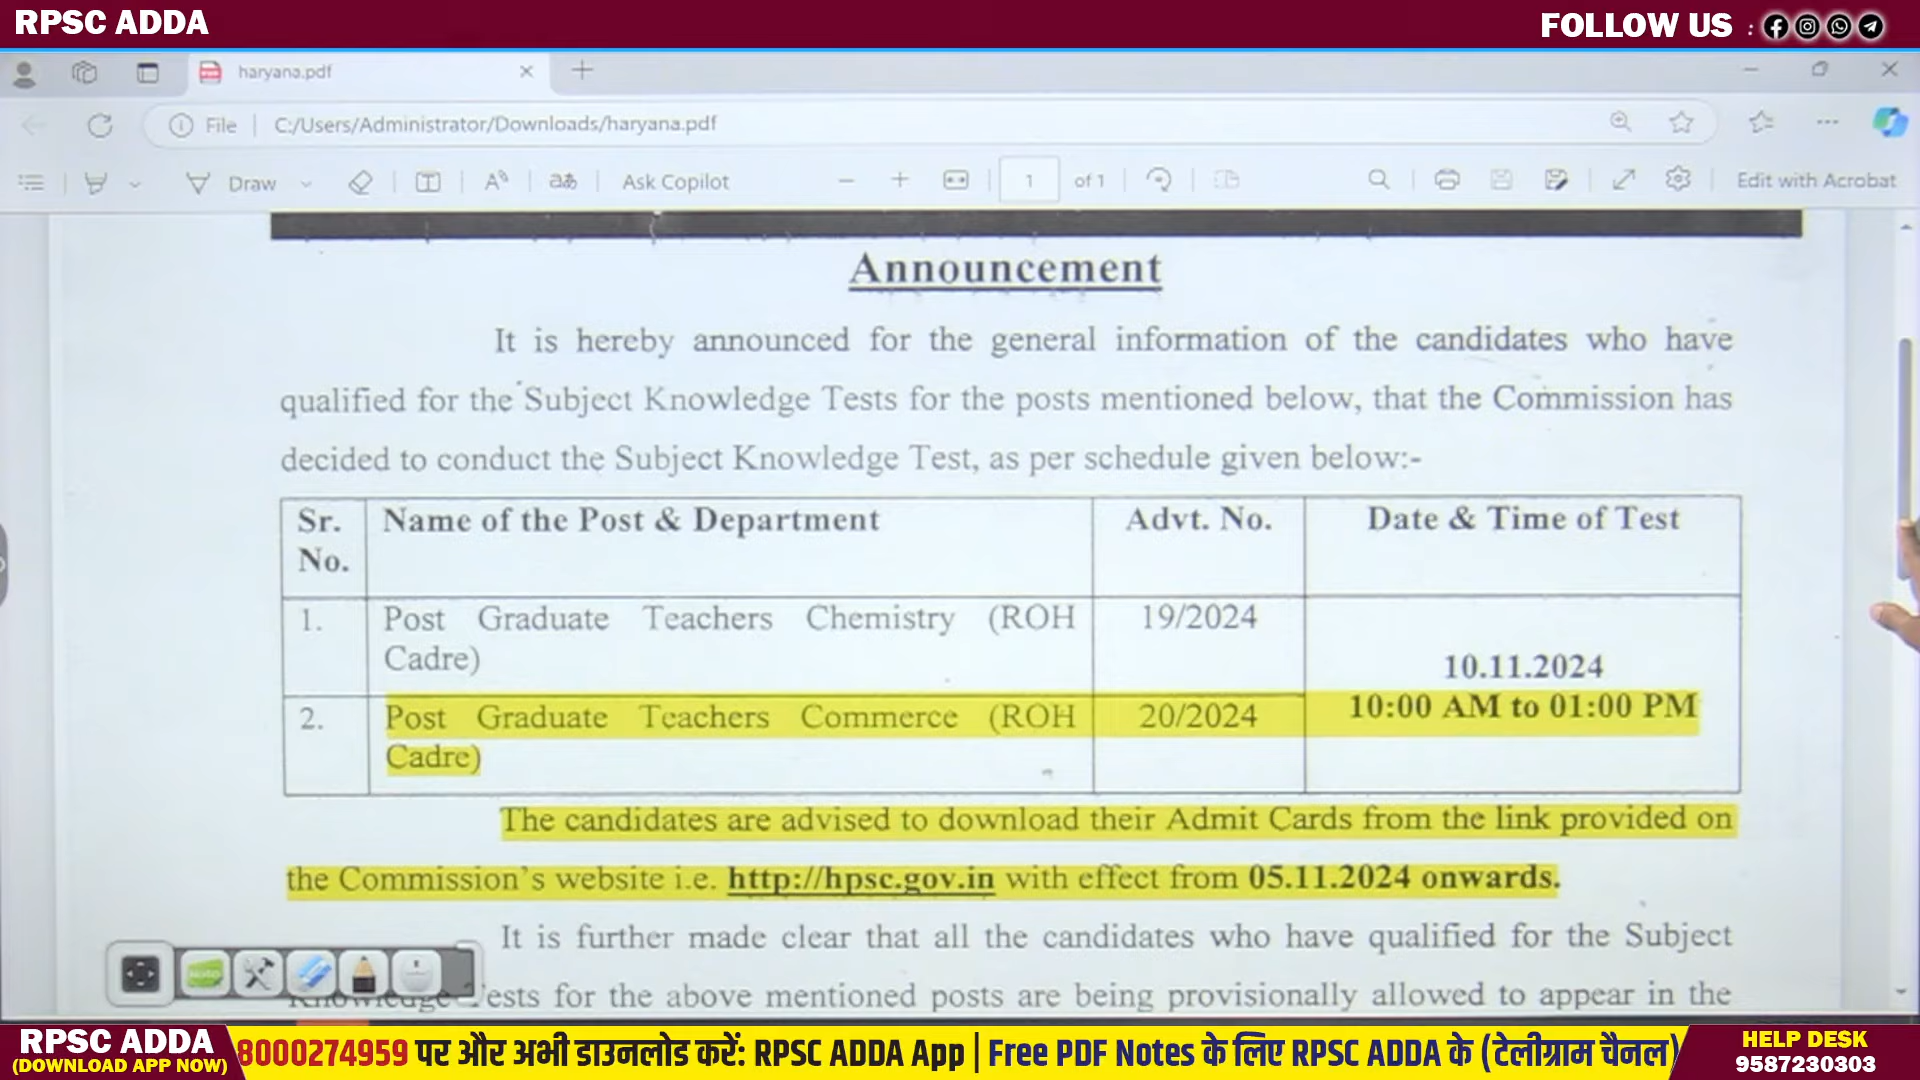 RPSC ADDA
FOLLOW US :
haryana.pdf
File C:/Users/Administrator/Downloads/haryana.pdf
Draw Ask Copilot 1 of 1 Edit with Acrobat
Announcement
It is hereby announced for the general information of the candidates who have
qualified for the Subject Knowledge Tests for the posts mentioned below, that the Commission has
decided to conduct the Subject Knowledge Test, as per schedule given below:-
Sr. No. Name of the Post & Department Advt. No. Date & Time of Test
1. Post Graduate Teachers Chemistry (ROH Cadre) 19/2024 10.11.2024
10:00 AM to 01:00 PM
2. Post Graduate Teachers Commerce (ROH Cadre) 20/2024
The candidates are advised to download their Admit Cards from the link provided on
the Commission's website i.e. http://hpsc.gov.in with effect from 05.11.2024 onwards.
It is further made clear that all the candidates who have qualified for the Subject
Knowledge Tests for the above mentioned posts are being provisionally allowed to appear in the
RPSC ADDA
(DOWNLOAD APP NOW)
8000274959 पर और अभी डाउनलोड करें: RPSC ADDA App | Free PDF Notes के लिए RPSC ADDA के (टेलीग्राम चैनल)
HELP DESK
9587230303